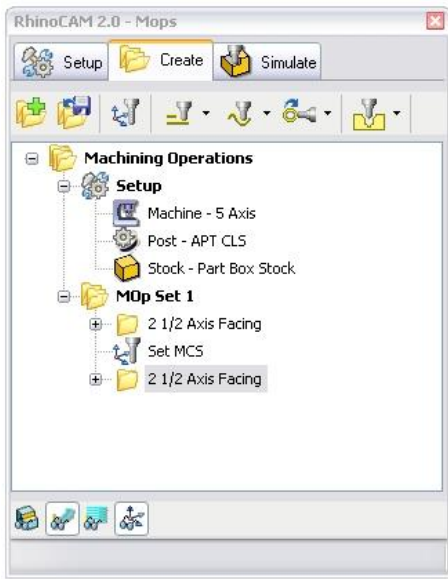 RhinoCAM 2.0 - Mops
Setup Create Simulate
Machining Operations
Setup
Machine - 5 Axis
Post - APT CLS
Stock - Part Box Stock
MOp Set 1
2 1/2 Axis Facing
Set MCS
2 1/2 Axis Facing